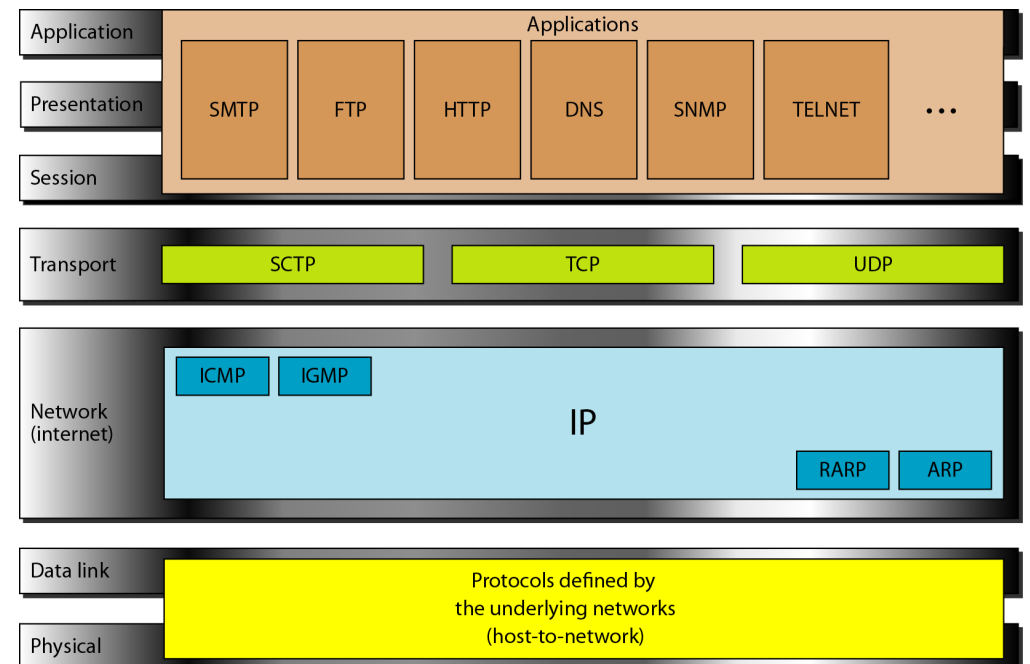 Application
Applications
Presentation
SMTP FTP HTTP DNS SNMP TELNET ...
Session
Transport
SCTP TCP UDP
ICMP IGMP
Network
(internet)
IP
RARP ARP
Data link
Protocols defined by
the underlying networks
(host-to-network)
Physical